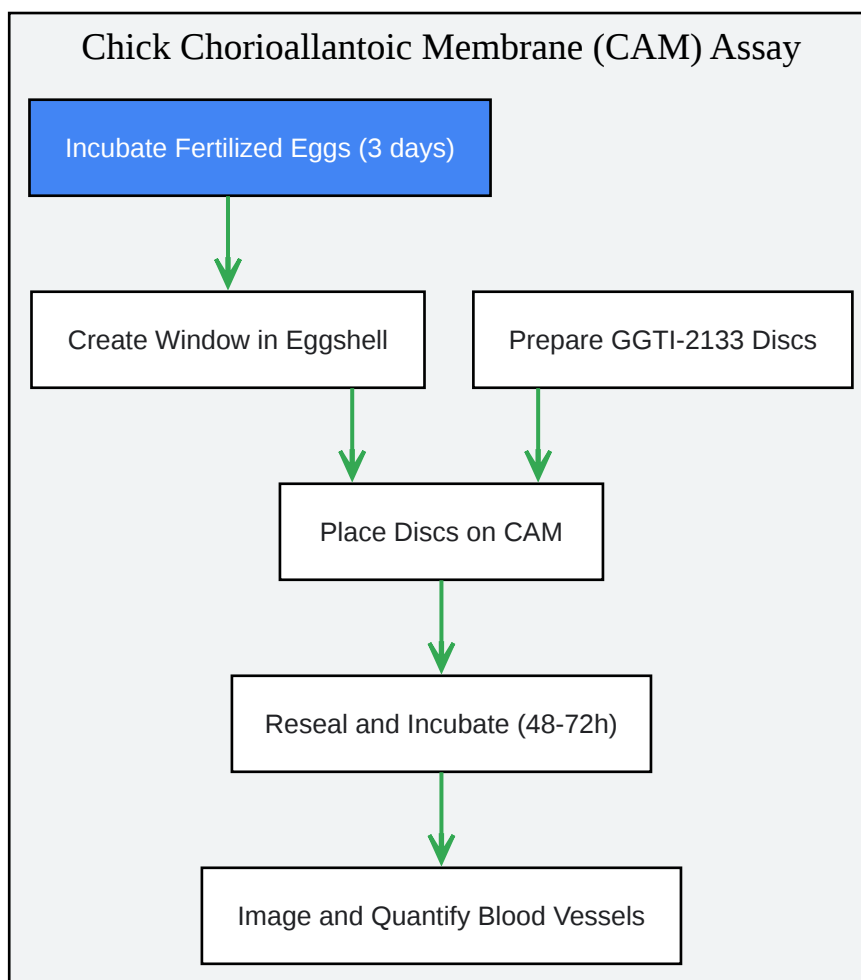 Chick Chorioallantoic Membrane (CAM) Assay
Incubate Fertilized Eggs (3 days)
Create Window in Eggshell
Prepare GGTI-2133 Discs
Place Discs on CAM
Reseal and Incubate (48-72h)
Image and Quantify Blood Vessels